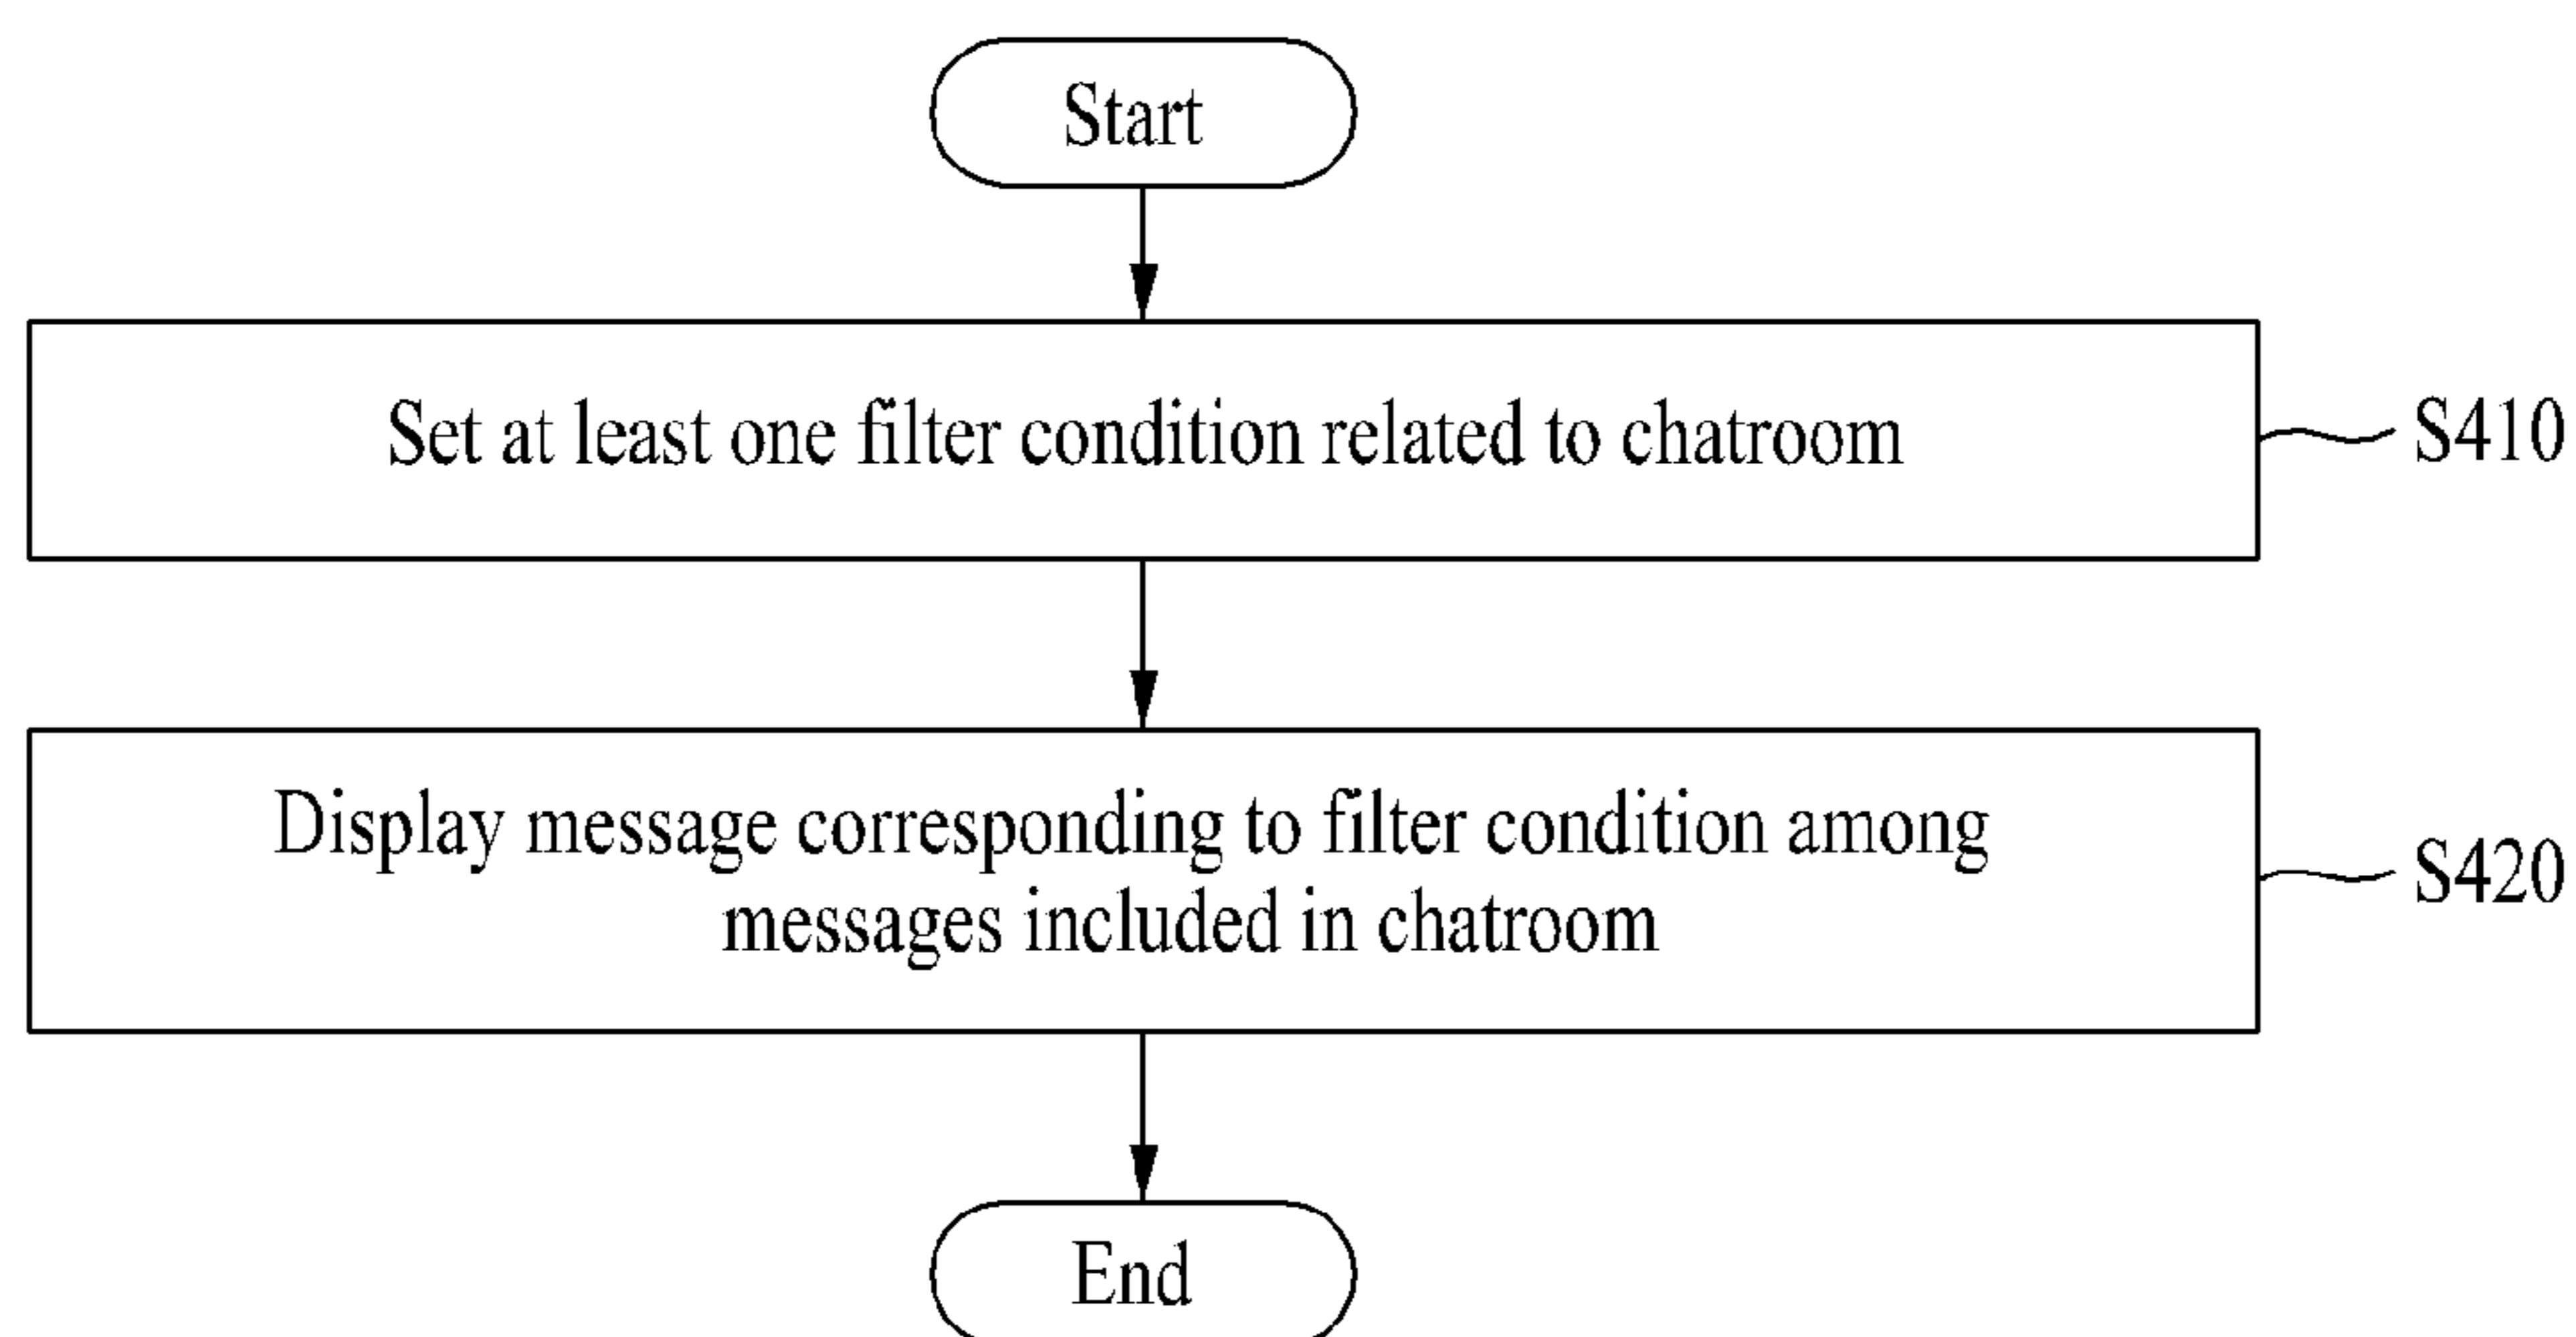 Start
Set at least one filter condition related to chatroom
S410
Display message corresponding to filter condition among
messages included in chatroom
S420
End